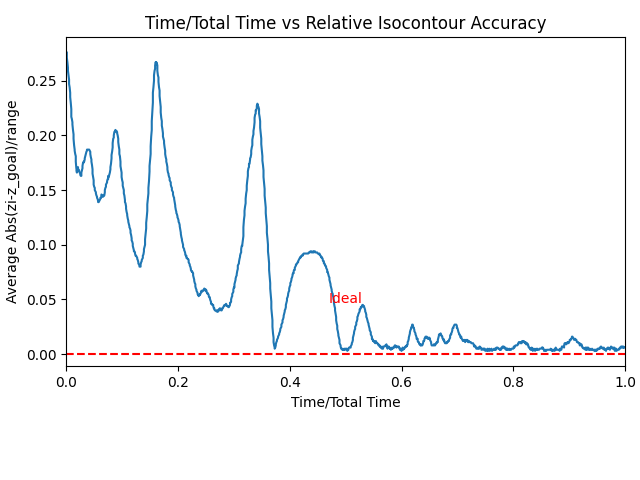 Time/Total Time vs Relative Isocontour Accuracy
Average Abs(zi-z_goal)/range
0.25
0.20
0.15
0.10
0.05
0.00
Ideal
0.0 0.2 0.4 0.6 0.8 1.0
Time/Total Time